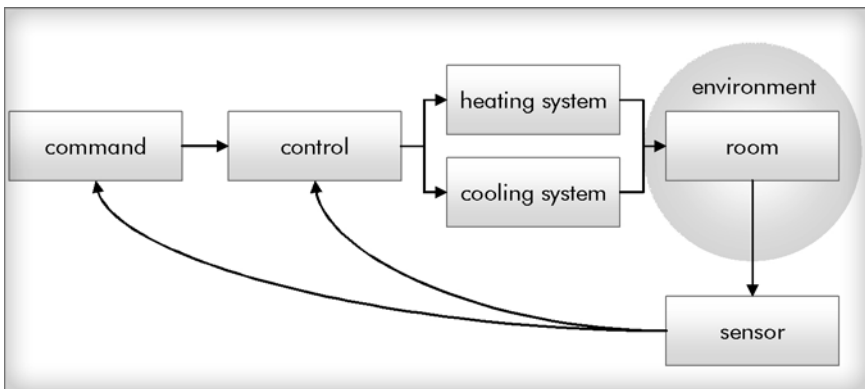 environment
heating system
command
control
room
cooling system
sensor